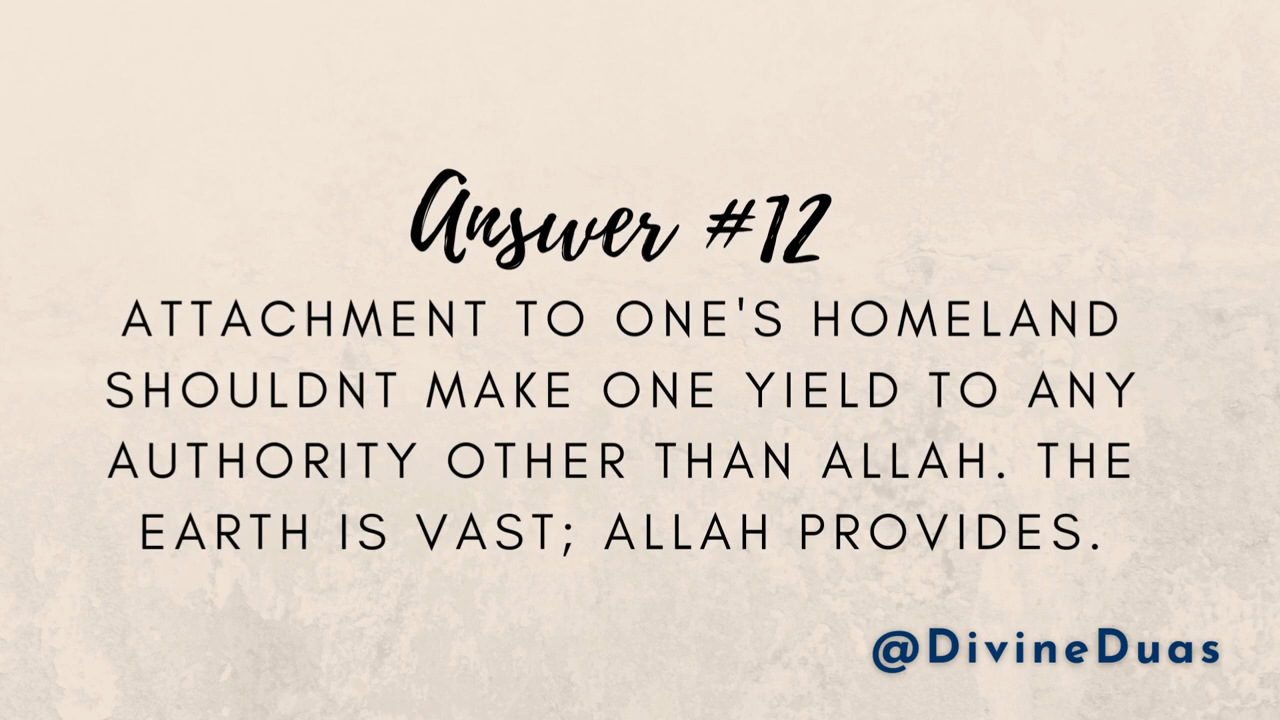 Answer #12
ATTACHMENT TO ONE'S HOMELAND
SHOULDNT MAKE ONE YIELD TO ANY
AUTHORITY OTHER THAN ALLAH. THE
EARTH IS VAST; ALLAH PROVIDES.
@DivineDuas